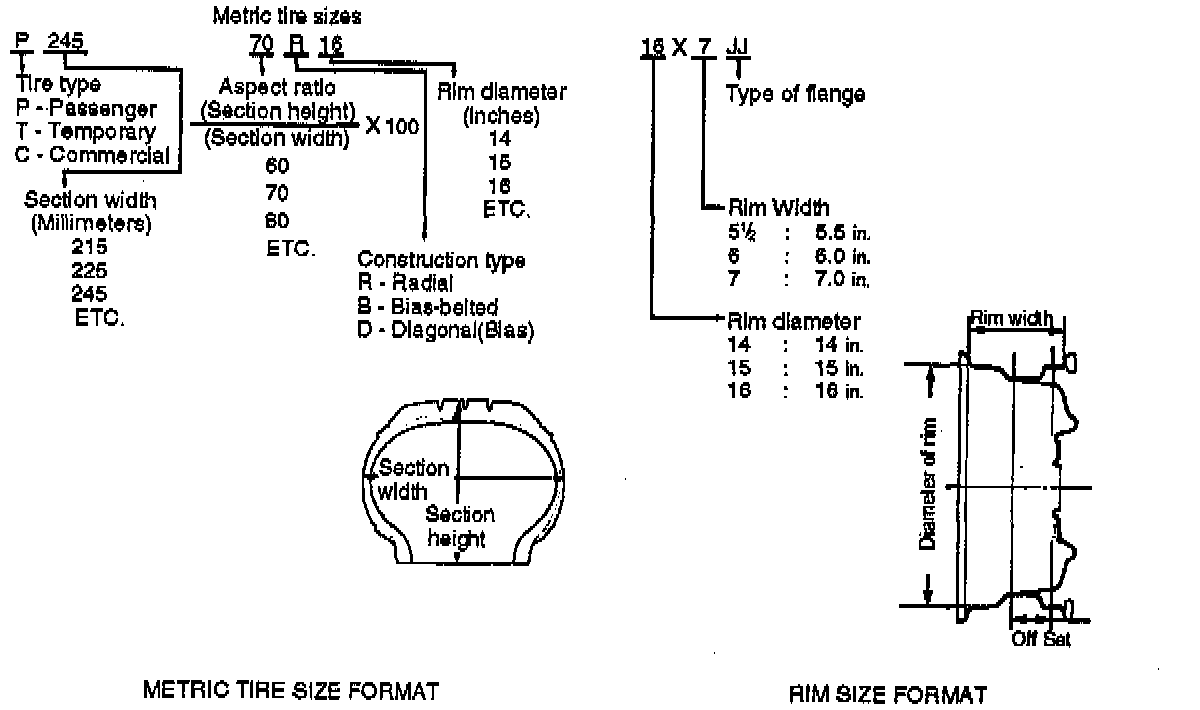 Metric tire sizes
P 245 70 R 16
Tire type
P - Passenger
T - Temporary
C - Commercial
Section width
(Millimeters)
215
225
245
ETC.
Aspect ratio
(Section height)
(Section width)
X 100
60
70
80
ETC.
Rim diameter
(Inches)
14
15
16
ETC.
Construction type
R - Radial
B - Bias-belted
D - Diagonal(Bias)
Section
width
Section
height
METRIC TIRE SIZE FORMAT
16 X 7 JJ
Type of flange
Rim Width
5½ : 5.5 in.
6 : 6.0 in.
7 : 7.0 in.
Rim diameter
14 : 14 in.
15 : 15 in.
16 : 16 in.
Rim width
Diameter of rim
Off Set
RIM SIZE FORMAT